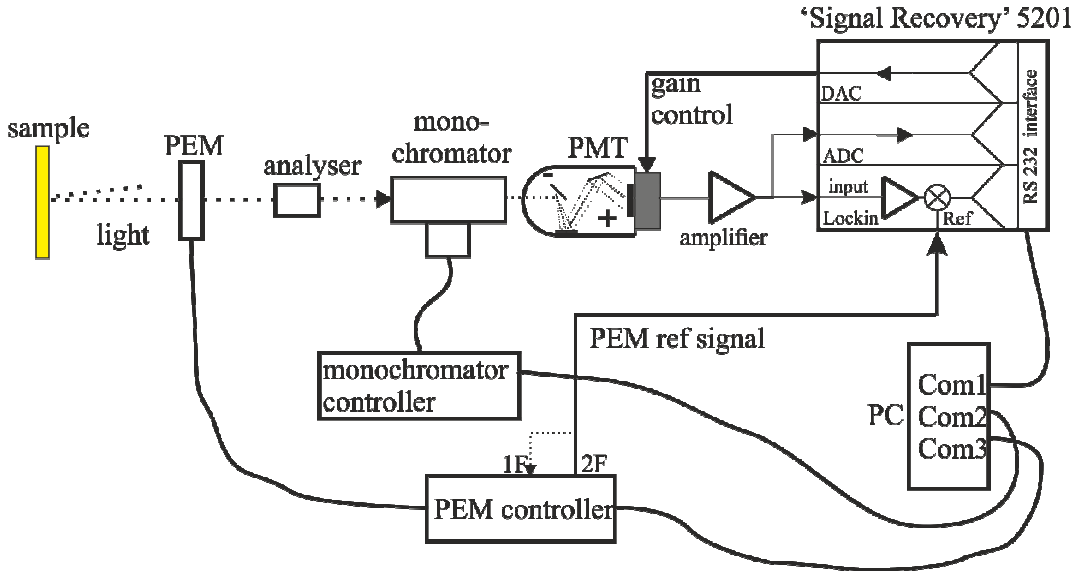 ‘Signal Recovery’ 5201
gain
control
DAC
ADC
input
Lockin
Ref
RS 232 interface
sample
PEM
light
analyser
mono-
chromator
PMT
-
+
amplifier
PEM ref signal
monochromator
controller
1F
2F
PEM controller
PC
Com1
Com2
Com3